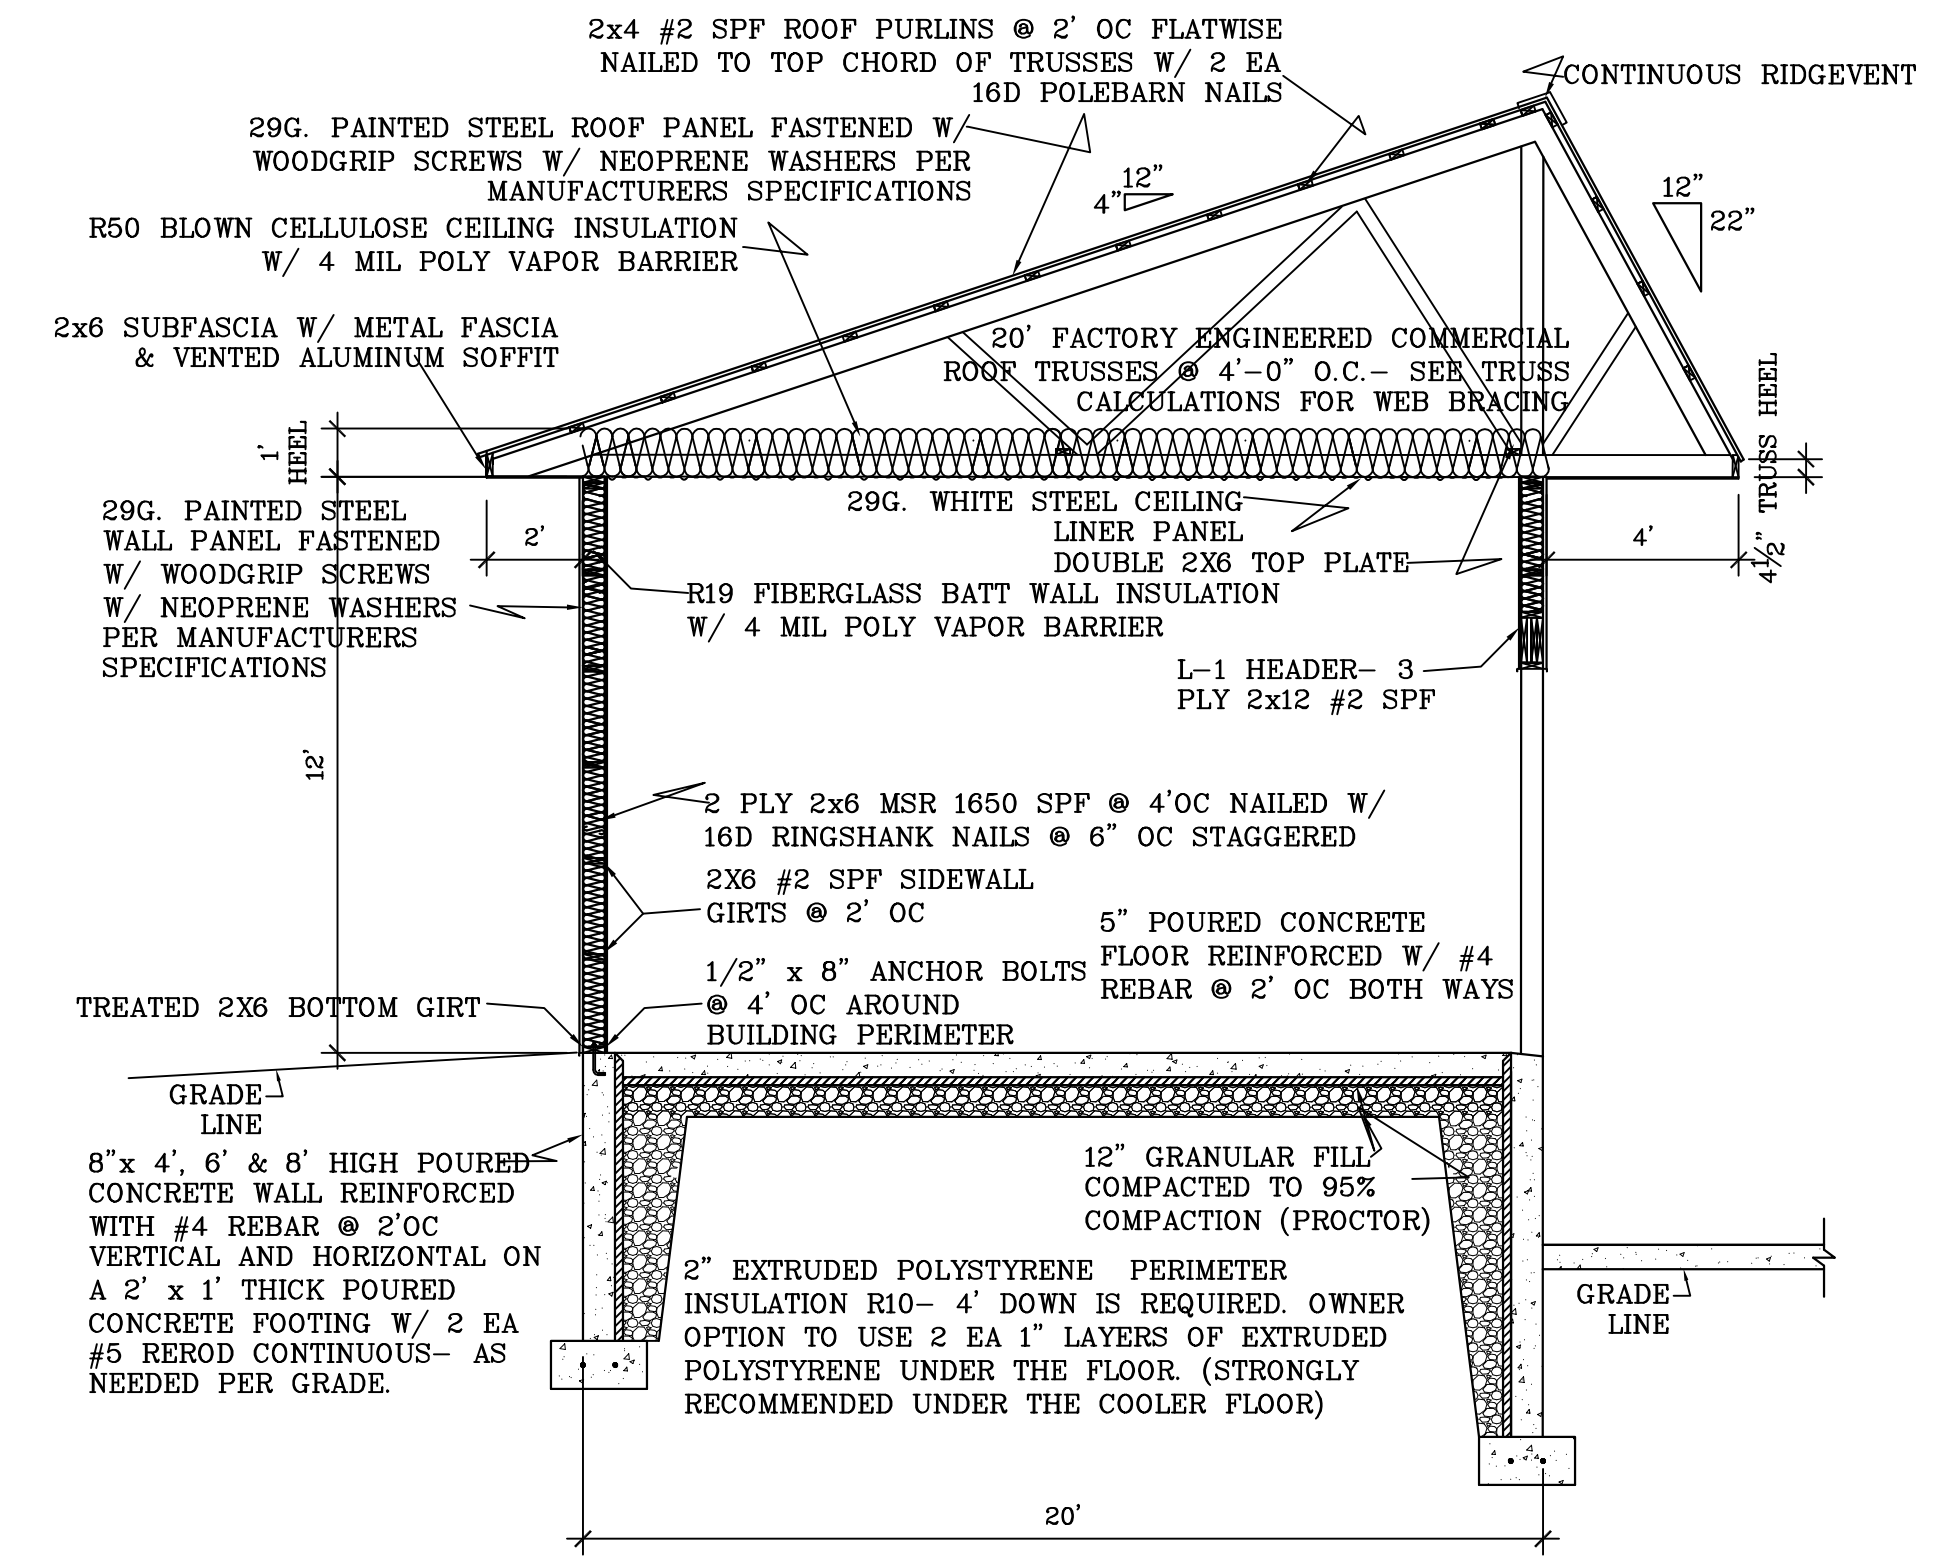 2x4 #2 SPF ROOF PURLINS @ 2' OC FLATWISE
NAILED TO TOP CHORD OF TRUSSES W/ 2 EA
16D POLEBARN NAILS
CONTINUOUS RIDGEVENT
29G. PAINTED STEEL ROOF PANEL FASTENED W/
WOODGRIP SCREWS W/ NEOPRENE WASHERS PER
MANUFACTURERS SPECIFICATIONS
12"
4"
12"
22"
R50 BLOWN CELLULOSE CEILING INSULATION
W/ 4 MIL POLY VAPOR BARRIER
2x6 SUBFASCIA W/ METAL FASCIA
& VENTED ALUMINUM SOFFIT
20' FACTORY ENGINEERED COMMERCIAL
ROOF TRUSSES @ 4'-0" O.C.- SEE TRUSS
CALCULATIONS FOR WEB BRACING
1'
HEEL
4 1/2" TRUSS HEEL
29G. PAINTED STEEL
WALL PANEL FASTENED
W/ WOODGRIP SCREWS
W/ NEOPRENE WASHERS
PER MANUFACTURERS
SPECIFICATIONS
2'
29G. WHITE STEEL CEILING
LINER PANEL
DOUBLE 2X6 TOP PLATE
4'
R19 FIBERGLASS BATT WALL INSULATION
W/ 4 MIL POLY VAPOR BARRIER
L-1 HEADER- 3
PLY 2x12 #2 SPF
12'
2 PLY 2x6 MSR 1650 SPF @ 4'OC NAILED W/
16D RINGSHANK NAILS @ 6" OC STAGGERED
2X6 #2 SPF SIDEWALL
GIRTS @ 2' OC
5" POURED CONCRETE
FLOOR REINFORCED W/ #4
REBAR @ 2' OC BOTH WAYS
1/2" x 8" ANCHOR BOLTS
@ 4' OC AROUND
BUILDING PERIMETER
TREATED 2X6 BOTTOM GIRT
GRADE
LINE
8"x 4', 6' & 8' HIGH POURED
CONCRETE WALL REINFORCED
WITH #4 REBAR @ 2'OC
VERTICAL AND HORIZONTAL ON
A 2' x 1' THICK POURED
CONCRETE FOOTING W/ 2 EA
#5 REROD CONTINUOUS- AS
NEEDED PER GRADE.
12" GRANULAR FILL
COMPACTED TO 95%
COMPACTION (PROCTOR)
2" EXTRUDED POLYSTYRENE PERIMETER
INSULATION R10- 4' DOWN IS REQUIRED. OWNER
OPTION TO USE 2 EA 1" LAYERS OF EXTRUDED
POLYSTYRENE UNDER THE FLOOR. (STRONGLY
RECOMMENDED UNDER THE COOLER FLOOR)
GRADE
LINE
20'